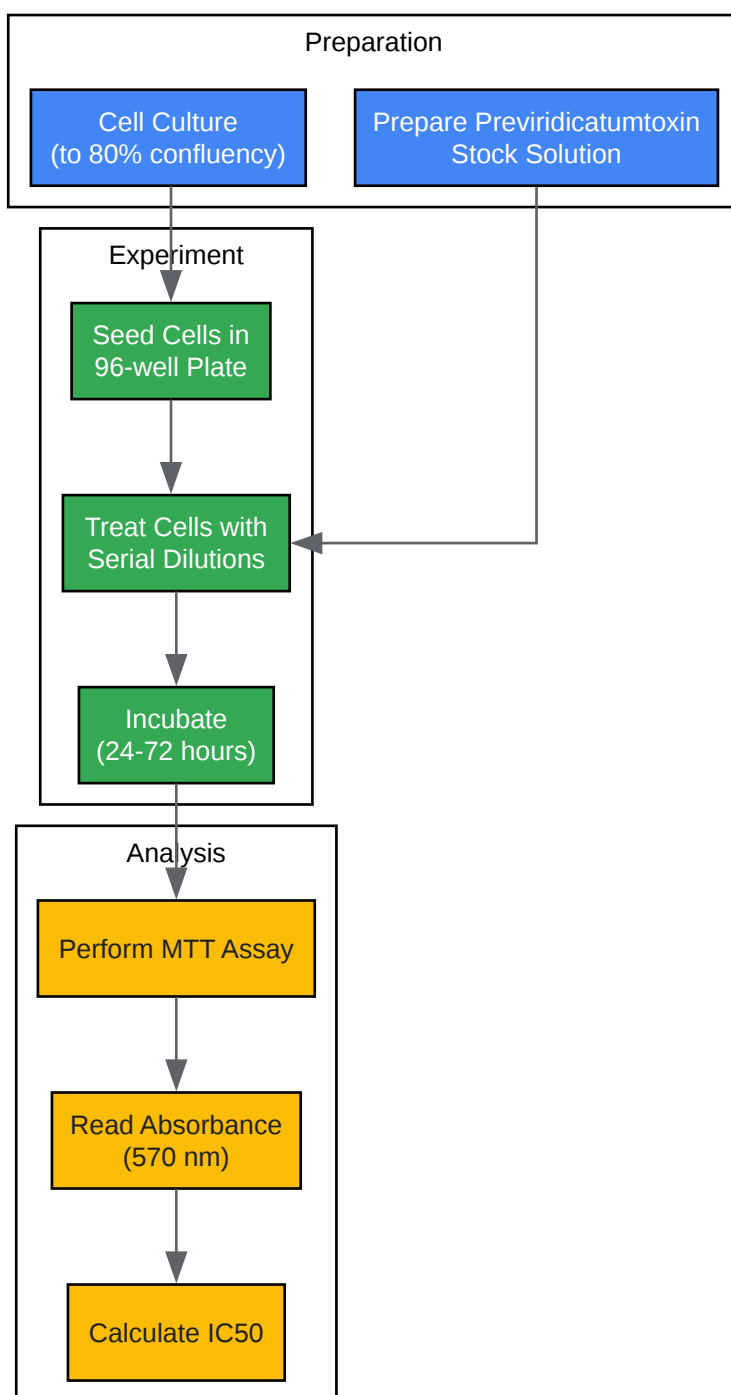 Preparation
Cell Culture
(to 80% confluency)
Prepare Previridicatumtoxin
Stock Solution
Experiment
Seed Cells in
96-well Plate
Treat Cells with
Serial Dilutions
Incubate
(24-72 hours)
Analysis
Perform MTT Assay
Read Absorbance
(570 nm)
Calculate IC50